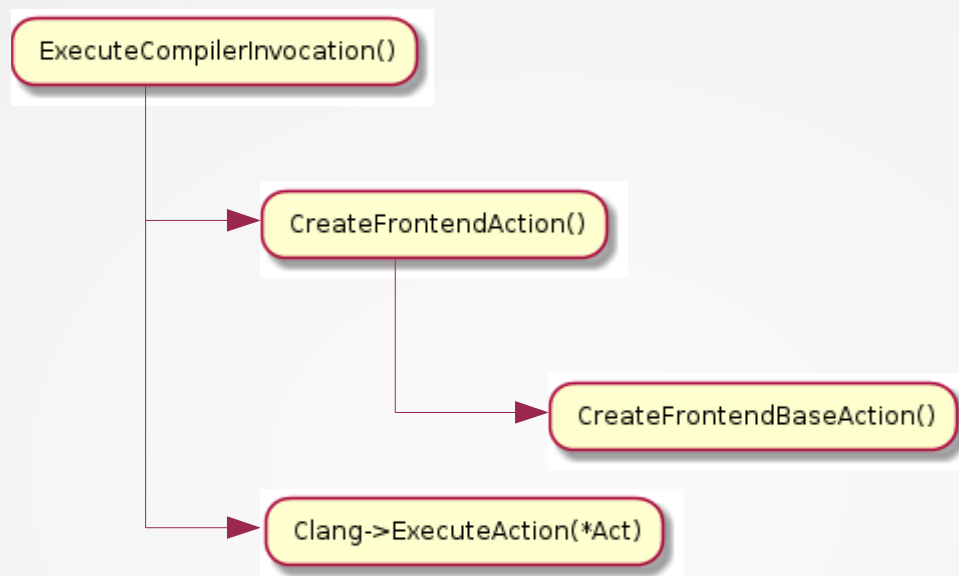 ExecuteCompilerInvocation()
CreateFrontendAction()
CreateFrontendBaseAction()
Clang->ExecuteAction(*Act)